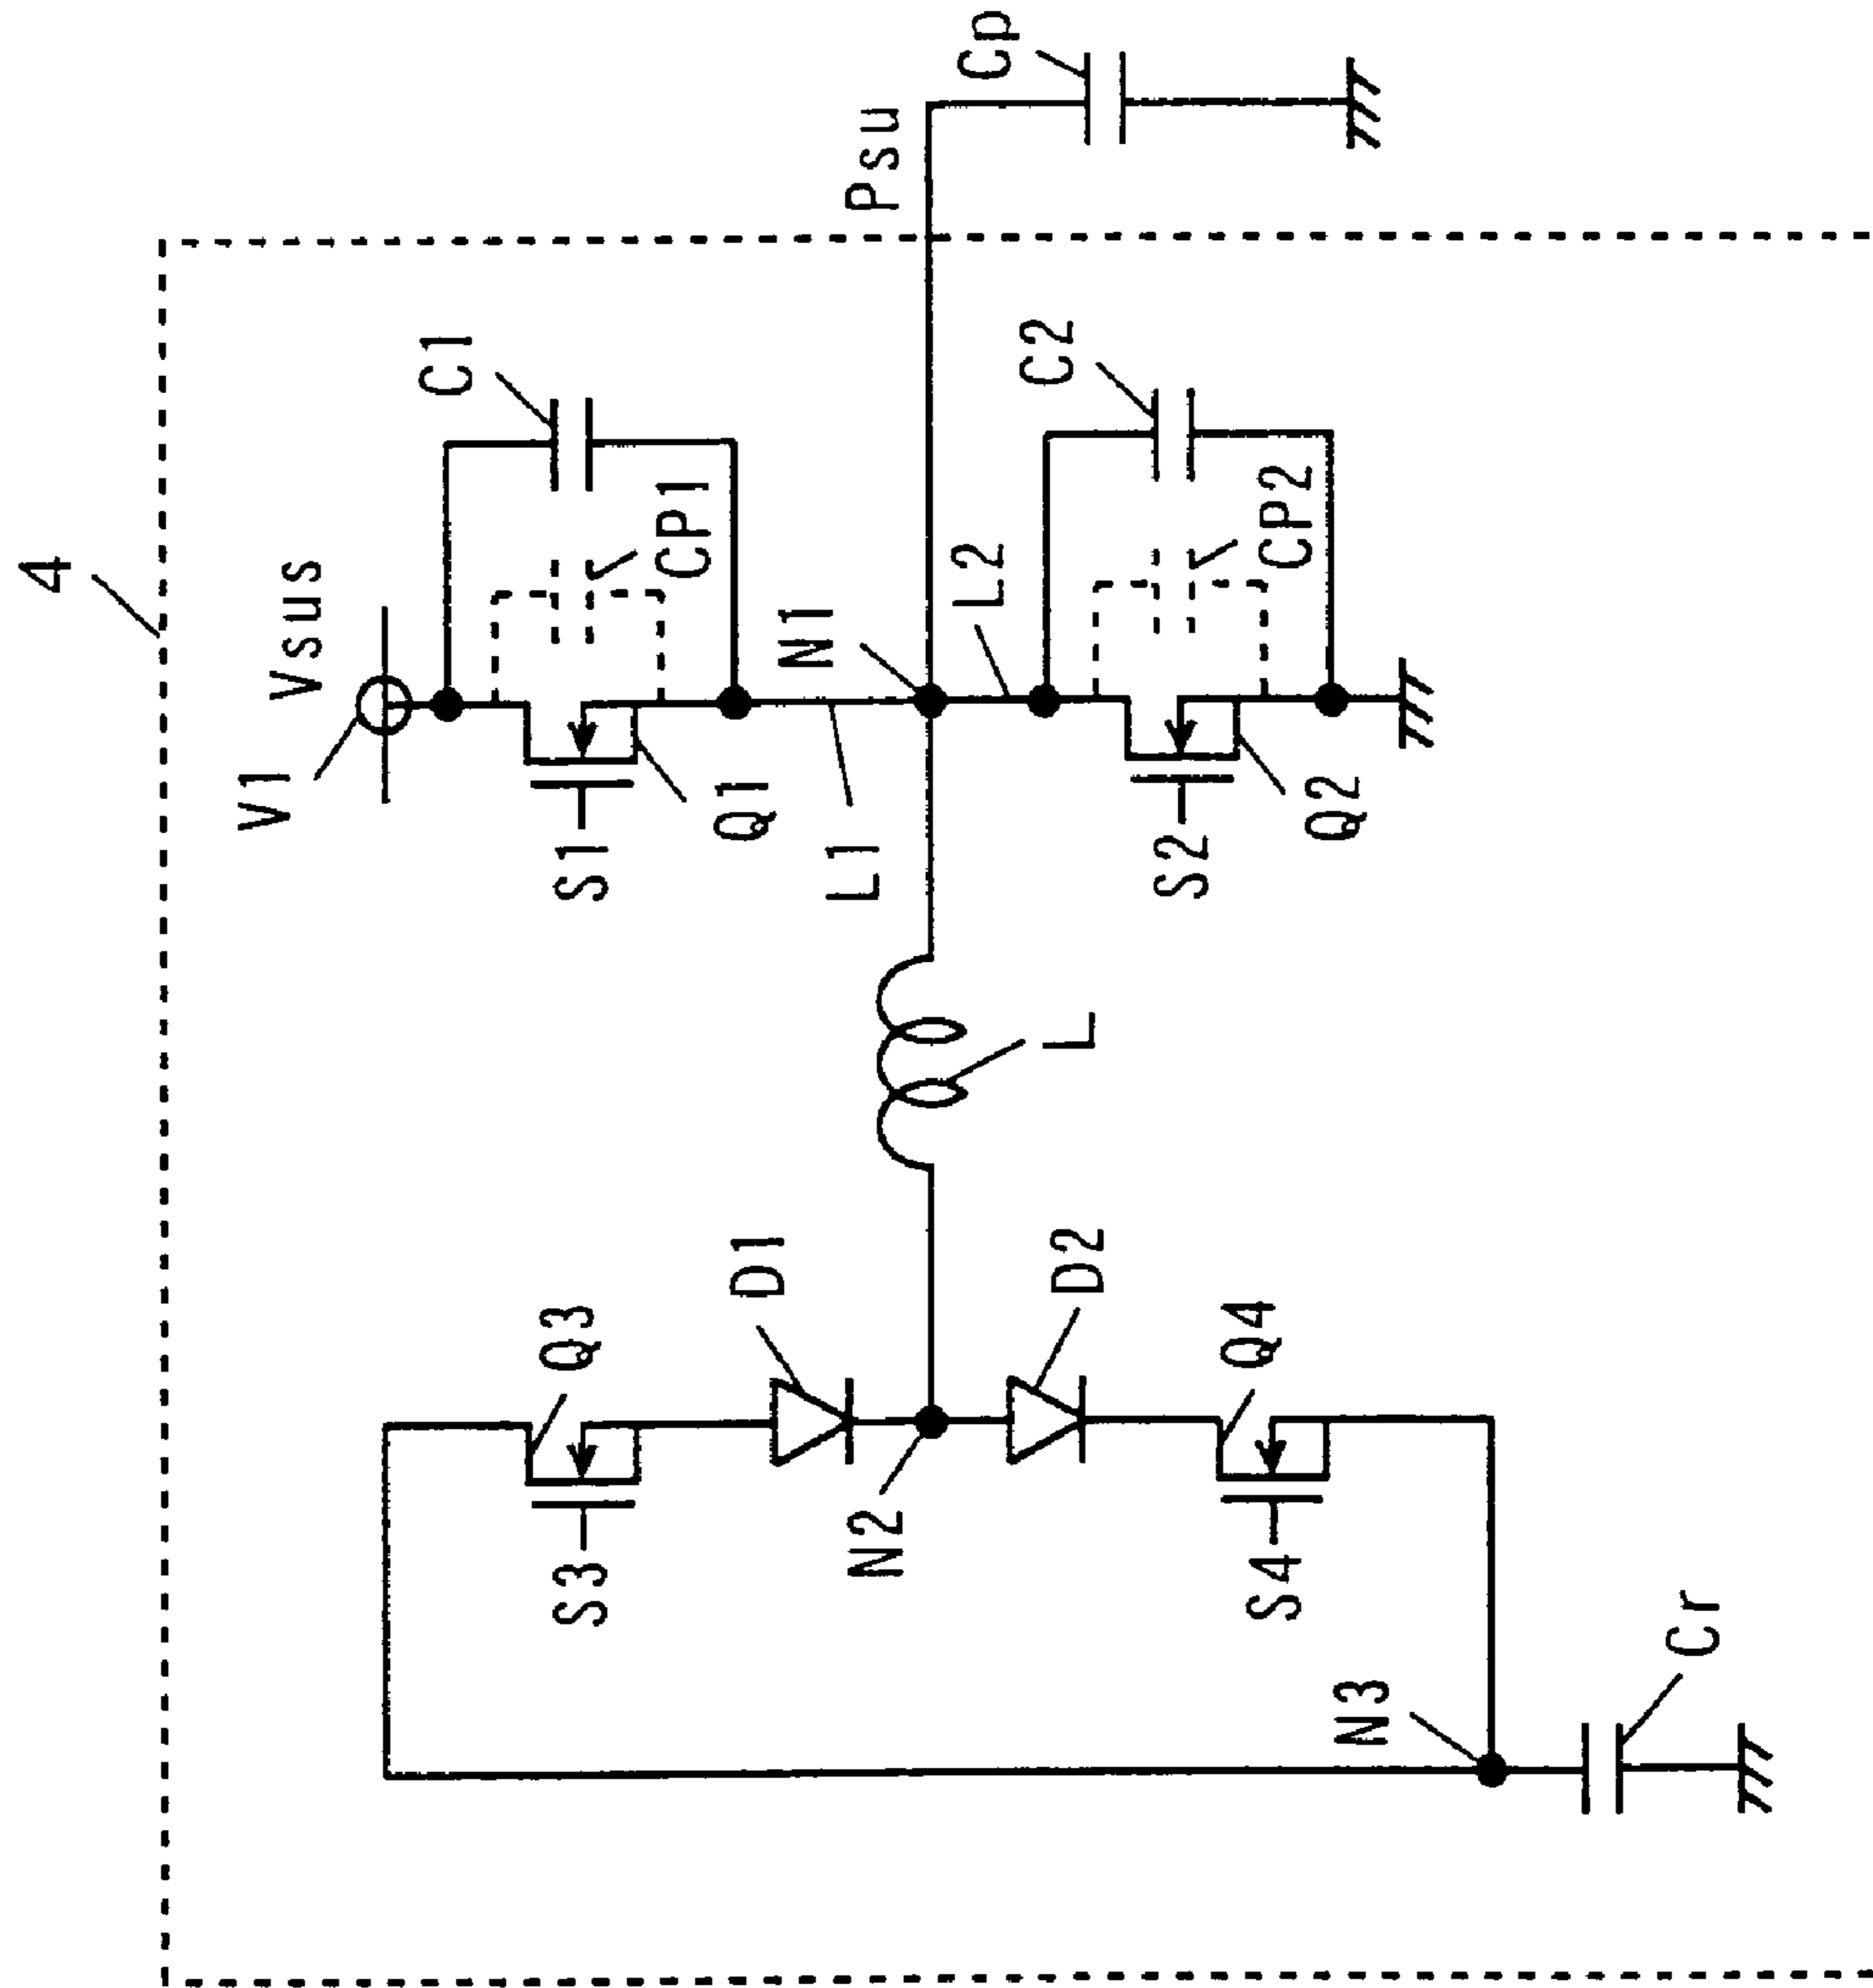 4
V1
Vsus
C1
S3
Q3
S1
CP1
D1
Q1
N1
L1
N2
Psu
L2
Cp
C2
D2
L
S2
S4
Q4
CP2
Q2
N3
Cr